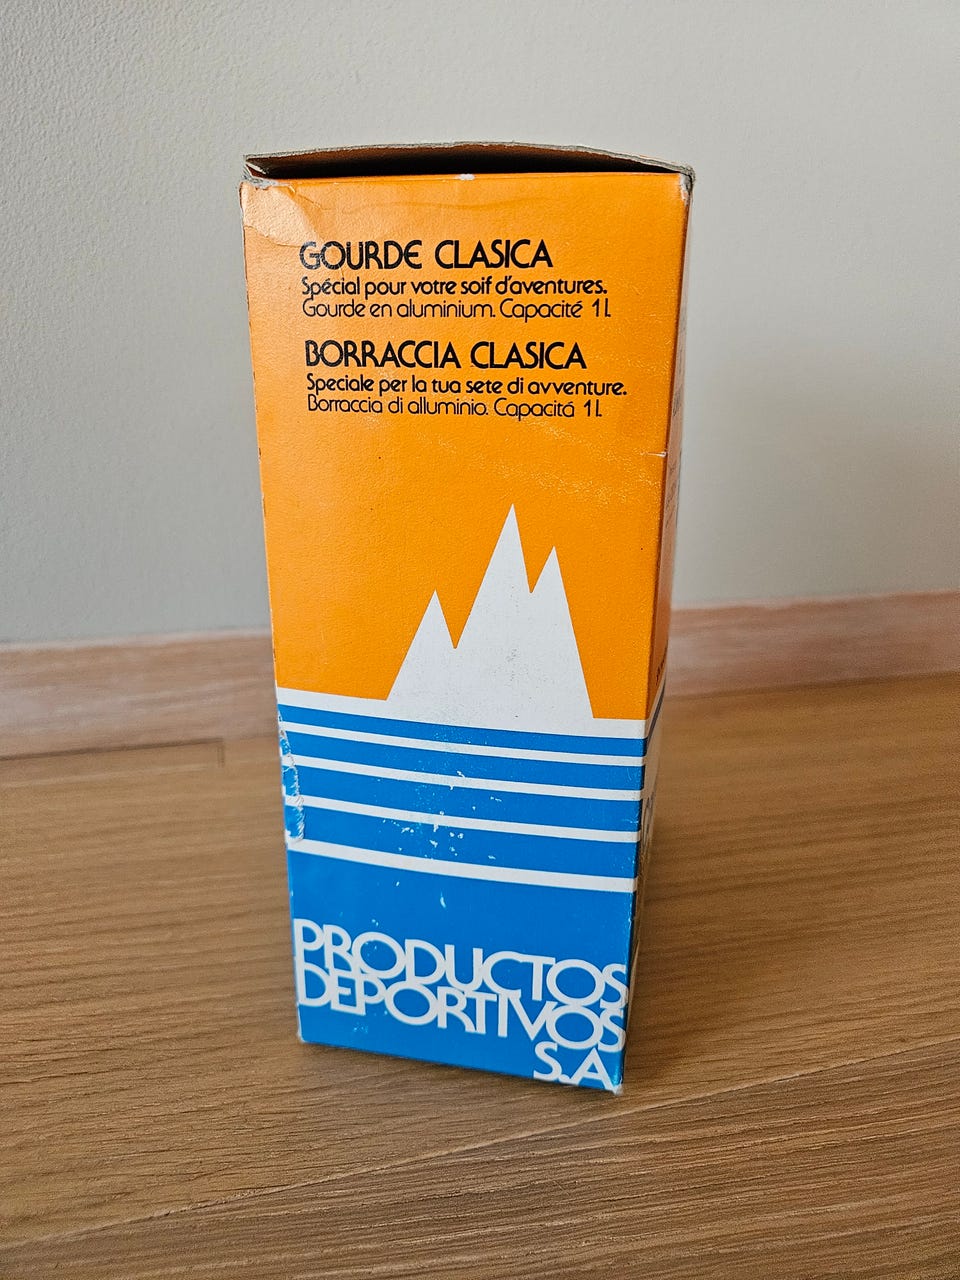 GOURDE CLASICA
Spécial pour votre soif d'aventures.
Gourde en aluminium. Capacité 1 l.
BORRACCIA CLASICA
Speciale per la tua sete di avventure.
Borraccia di alluminio. Capacitá 1 l.
PRODUCTOS
DEPORTIVOS
S.A